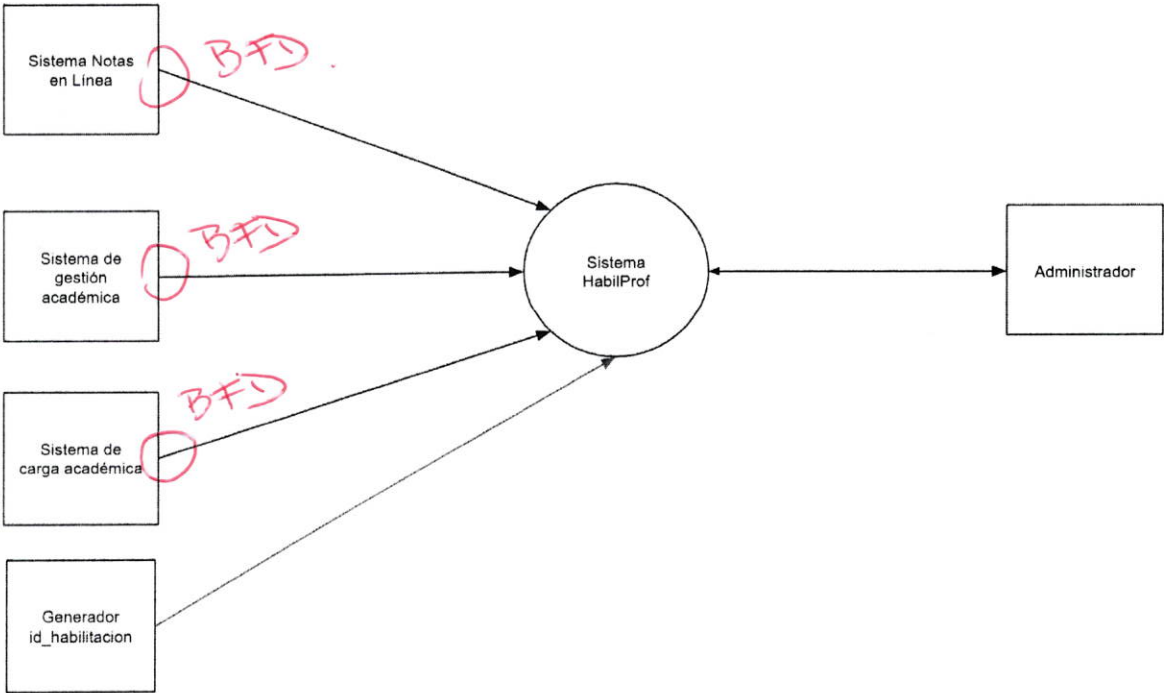 Sistema Notas
en Línea
BFD.
Sistema de
gestión
académica
BFD
Sistema
HabilProf
Administrador
Sistema de
carga académica
BFD
Generador
id_habilitacion